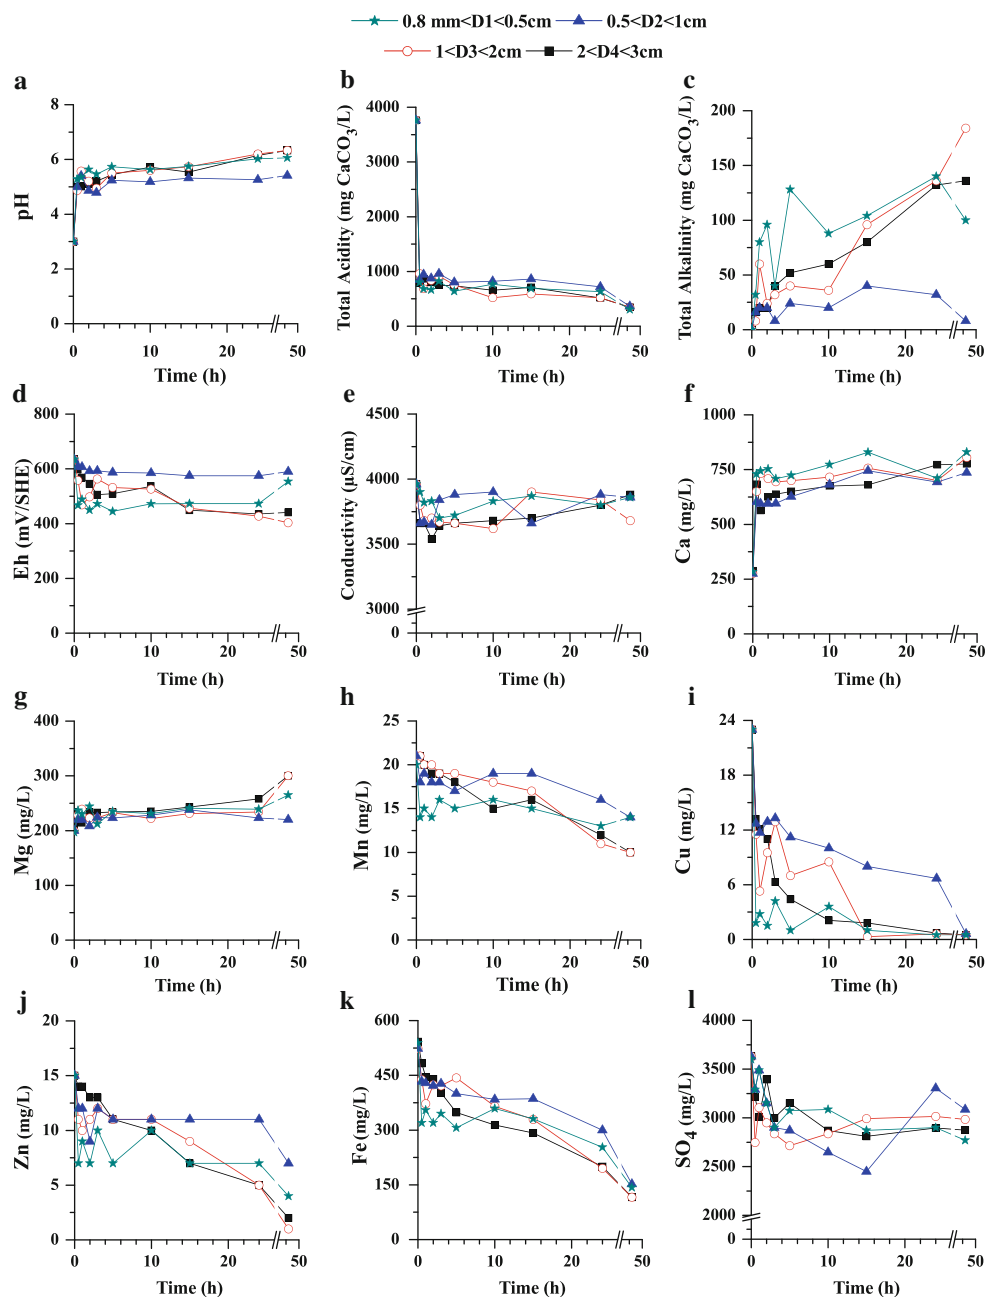 0.8 mm<D1<0.5cm 0.5<D2<1cm
1<D3<2cm 2<D4<3cm
a b c
8 4000 200
6 3000 150
4 2000 100
2 1000 50
0 0 0
pH Total Acidity (mg CaCO3/L) Total Alkalinity (mg CaCO3/L)
0 10 20 50 0 10 20 50 0 10 20 50
Time (h) Time (h) Time (h)
d e f
800 4500 1000
600 4000 750
400 3500 500
200 3000 250
0 0 0
Eh (mV/SHE) Conductivity (µS/cm) Ca (mg/L)
0 10 20 50 0 10 20 50 0 10 20 50
Time (h) Time (h) Time (h)
g h i
400 25 24
300 20 18
200 15 12
100 10 6
0 5 0
0
Mg (mg/L) Mn (mg/L) Cu (mg/L)
0 10 20 50 0 10 20 50 0 10 20 50
Time (h) Time (h) Time (h)
j k l
20 600 4000
15 450 3500
10 300 3000
5 150 2500
0 0 2000
0
Zn (mg/L) Fe (mg/L) SO4 (mg/L)
0 10 20 50 0 10 20 50 0 10 20 50
Time (h) Time (h) Time (h)